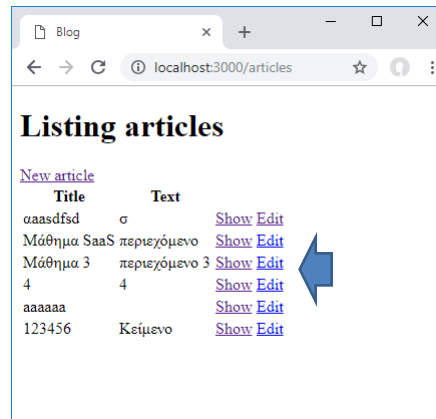 Blog
localhost:3000/articles
Listing articles
New article
Title Text
αaasdfsd σ Show Edit
Μάθημα SaaS περιεχόμενο Show Edit
Μάθημα 3 περιεχόμενο 3 Show Edit
4 4 Show Edit
aaaaaa Show Edit
123456 Κείμενο Show Edit